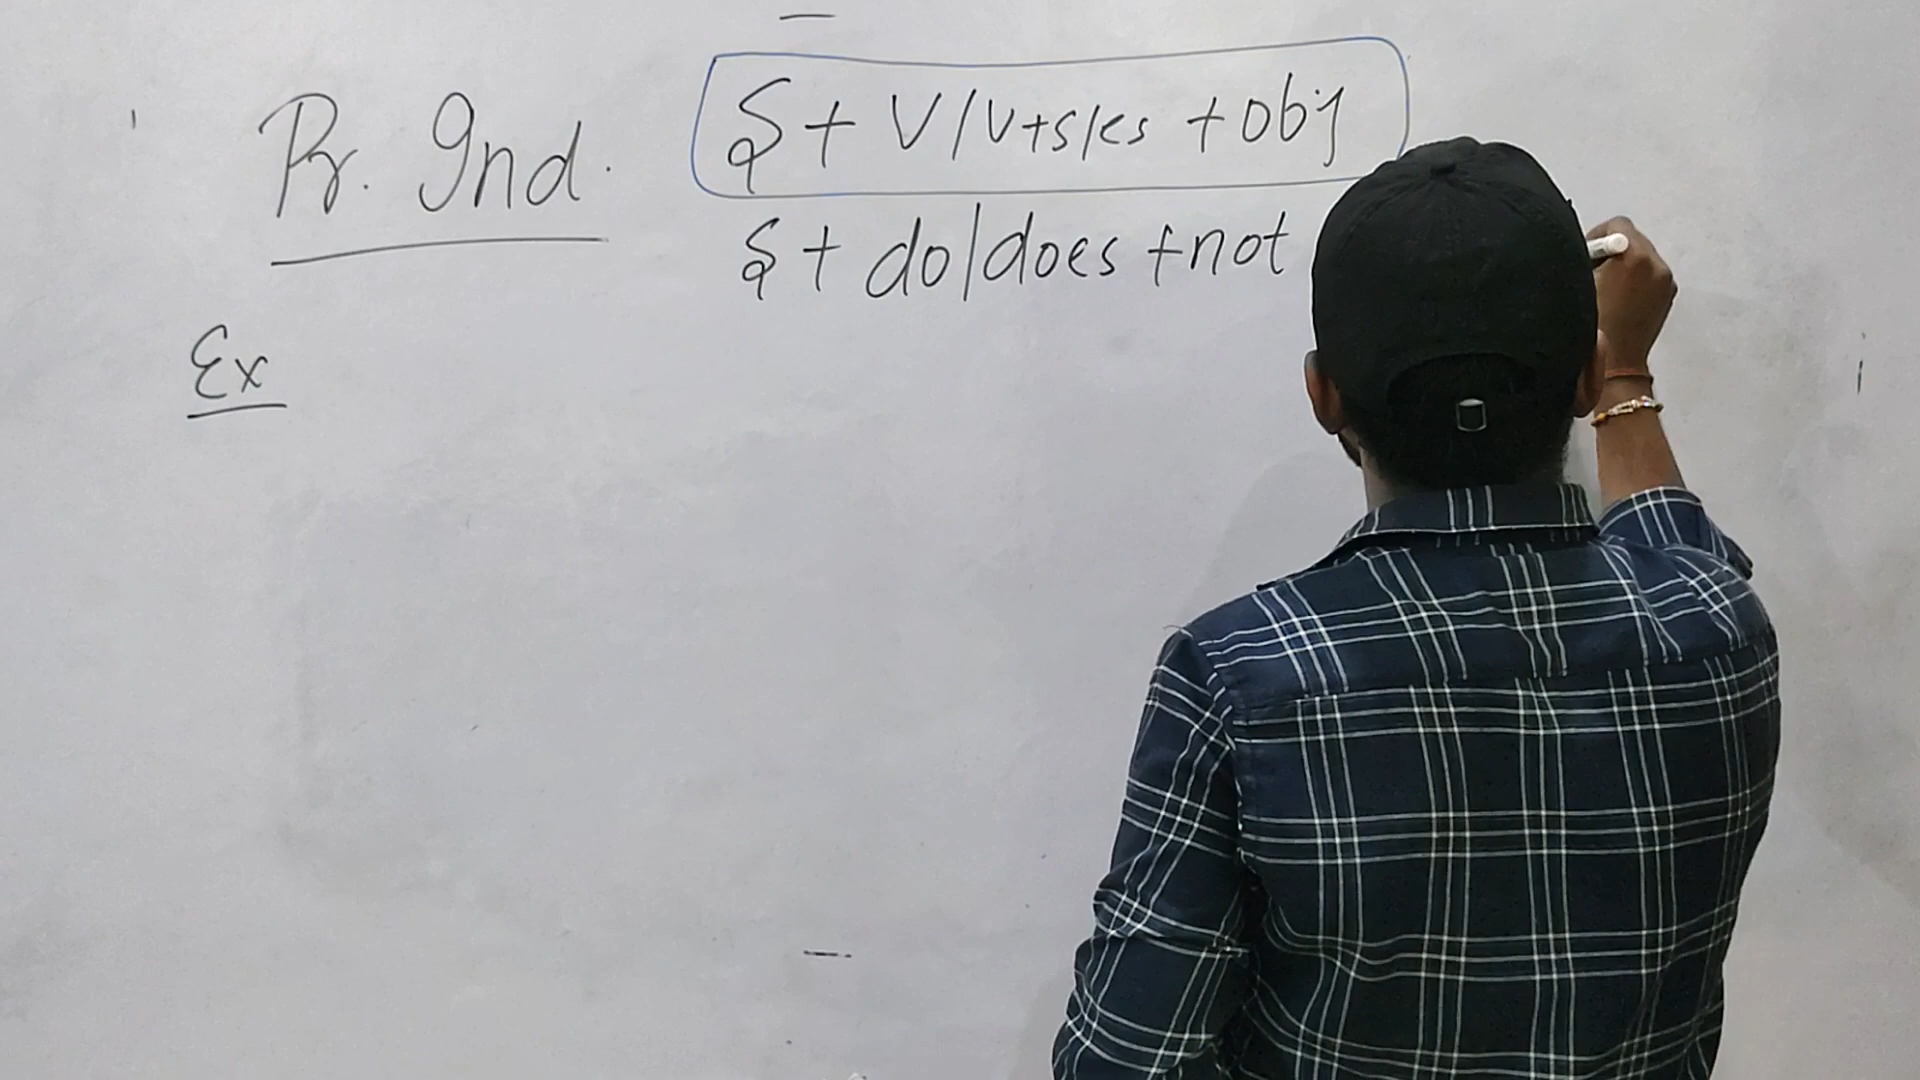 Pr. Ind. S + V/V+s/es + obj
S + do/does + not
Ex